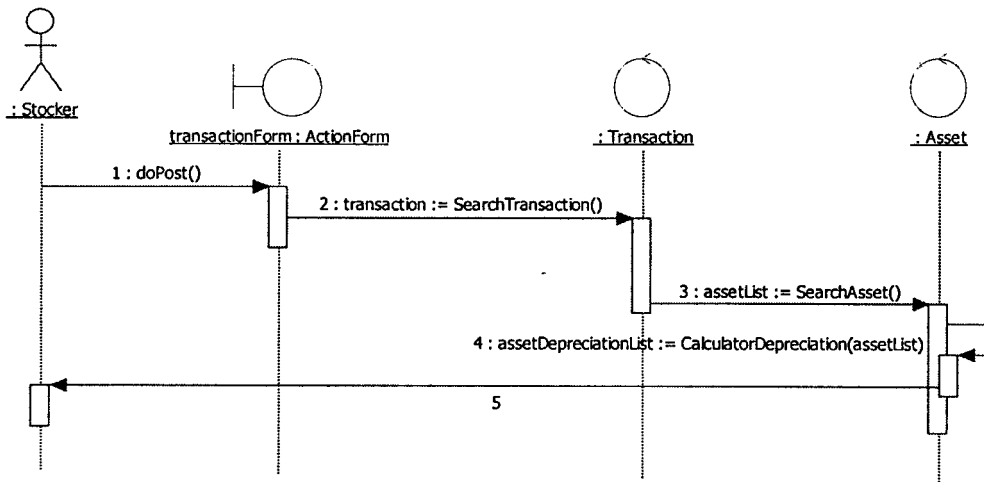 : Stocker
transactionForm : ActionForm
: Transaction
: Asset
1 : doPost()
2 : transaction := SearchTransaction()
3 : assetList := SearchAsset()
4 : assetDepreciationList := CalculatorDepreciation(assetList)
5